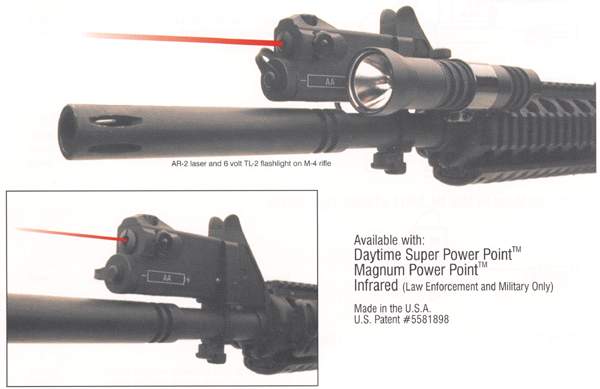 AA
AR-2 laser and 6 volt TL-2 flashlight on M-4 rifle
AA
Available with:
Daytime Super Power Point™
Magnum Power Point™
Infrared (Law Enforcement and Military Only)
Made in the U.S.A.
U.S. Patent #5581898